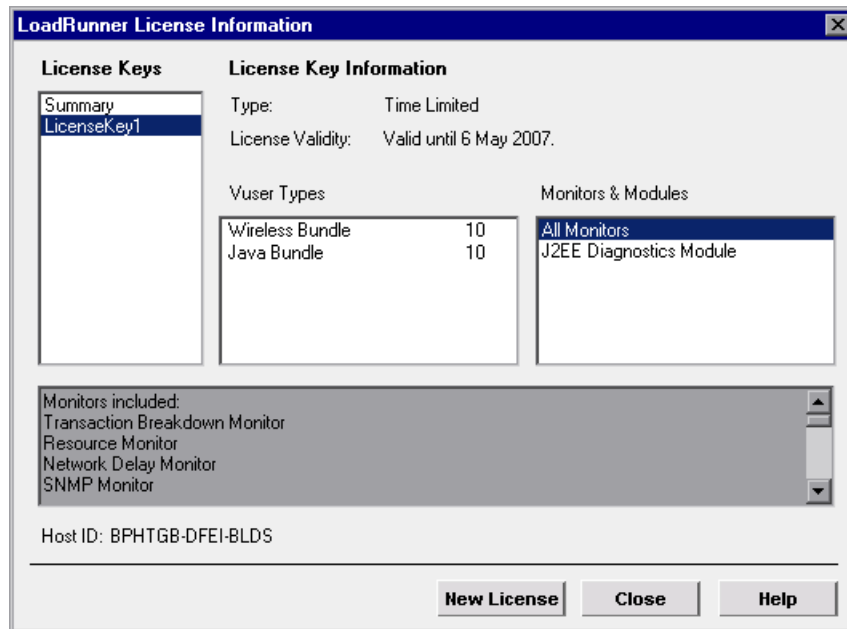 LoadRunner License Information
License Keys
License Key Information
Summary
LicenseKey1
Type: Time Limited
License Validity: Valid until 6 May 2007.
Vuser Types
Monitors & Modules
Wireless Bundle 10
Java Bundle 10
All Monitors
J2EE Diagnostics Module
Monitors included:
Transaction Breakdown Monitor
Resource Monitor
Network Delay Monitor
SNMP Monitor
Host ID: BPHTGB-DFEI-BLDS
New License
Close
Help